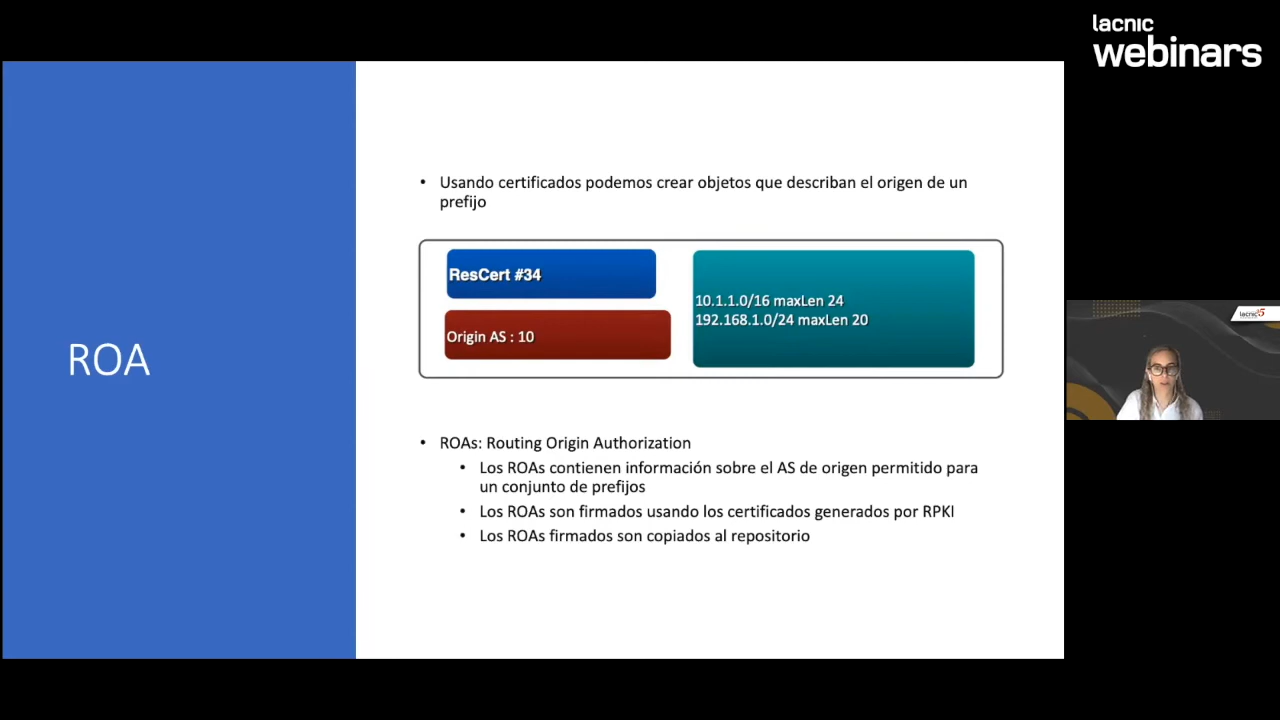 lacnic
webinars
ROA
• Usando certificados podemos crear objetos que describan el origen de un
prefijo
ResCert #34
Origin AS : 10
10.1.1.0/16 maxLen 24
192.168.1.0/24 maxLen 20
• ROAs: Routing Origin Authorization
• Los ROAs contienen información sobre el AS de origen permitido para
un conjunto de prefijos
• Los ROAs son firmados usando los certificados generados por RPKI
• Los ROAs firmados son copiados al repositorio
lacnic